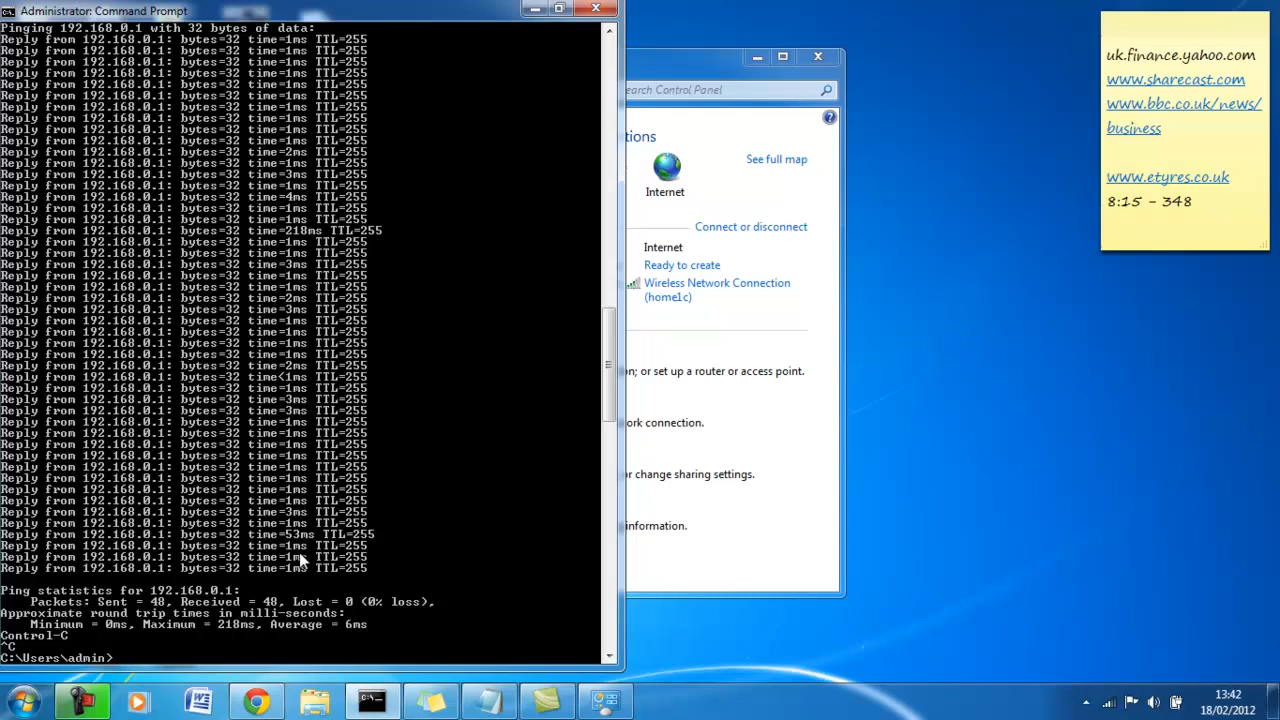 Administrator: Command Prompt
Pinging 192.168.0.1 with 32 bytes of data:
Reply from 192.168.0.1: bytes=32 time=1ms TTL=255
Reply from 192.168.0.1: bytes=32 time=1ms TTL=255
Reply from 192.168.0.1: bytes=32 time=1ms TTL=255
Reply from 192.168.0.1: bytes=32 time=1ms TTL=255
Reply from 192.168.0.1: bytes=32 time=1ms TTL=255
Reply from 192.168.0.1: bytes=32 time=1ms TTL=255
Reply from 192.168.0.1: bytes=32 time=1ms TTL=255
Reply from 192.168.0.1: bytes=32 time=1ms TTL=255
Reply from 192.168.0.1: bytes=32 time=1ms TTL=255
Reply from 192.168.0.1: bytes=32 time=1ms TTL=255
Reply from 192.168.0.1: bytes=32 time=2ms TTL=255
Reply from 192.168.0.1: bytes=32 time=1ms TTL=255
Reply from 192.168.0.1: bytes=32 time=3ms TTL=255
Reply from 192.168.0.1: bytes=32 time=1ms TTL=255
Reply from 192.168.0.1: bytes=32 time=4ms TTL=255
Reply from 192.168.0.1: bytes=32 time=1ms TTL=255
Reply from 192.168.0.1: bytes=32 time=1ms TTL=255
Reply from 192.168.0.1: bytes=32 time=218ms TTL=255
Reply from 192.168.0.1: bytes=32 time=1ms TTL=255
Reply from 192.168.0.1: bytes=32 time=1ms TTL=255
Reply from 192.168.0.1: bytes=32 time=3ms TTL=255
Reply from 192.168.0.1: bytes=32 time=1ms TTL=255
Reply from 192.168.0.1: bytes=32 time=1ms TTL=255
Reply from 192.168.0.1: bytes=32 time=2ms TTL=255
Reply from 192.168.0.1: bytes=32 time=3ms TTL=255
Reply from 192.168.0.1: bytes=32 time=1ms TTL=255
Reply from 192.168.0.1: bytes=32 time=1ms TTL=255
Reply from 192.168.0.1: bytes=32 time=1ms TTL=255
Reply from 192.168.0.1: bytes=32 time=1ms TTL=255
Reply from 192.168.0.1: bytes=32 time=2ms TTL=255
Reply from 192.168.0.1: bytes=32 time<1ms TTL=255
Reply from 192.168.0.1: bytes=32 time=1ms TTL=255
Reply from 192.168.0.1: bytes=32 time=3ms TTL=255
Reply from 192.168.0.1: bytes=32 time=3ms TTL=255
Reply from 192.168.0.1: bytes=32 time=1ms TTL=255
Reply from 192.168.0.1: bytes=32 time=1ms TTL=255
Reply from 192.168.0.1: bytes=32 time=1ms TTL=255
Reply from 192.168.0.1: bytes=32 time=1ms TTL=255
Reply from 192.168.0.1: bytes=32 time=1ms TTL=255
Reply from 192.168.0.1: bytes=32 time=1ms TTL=255
Reply from 192.168.0.1: bytes=32 time=1ms TTL=255
Reply from 192.168.0.1: bytes=32 time=1ms TTL=255
Reply from 192.168.0.1: bytes=32 time=3ms TTL=255
Reply from 192.168.0.1: bytes=32 time=1ms TTL=255
Reply from 192.168.0.1: bytes=32 time=53ms TTL=255
Reply from 192.168.0.1: bytes=32 time=1ms TTL=255
Reply from 192.168.0.1: bytes=32 time=1ms TTL=255
Reply from 192.168.0.1: bytes=32 time=1ms TTL=255
Ping statistics for 192.168.0.1:
Packets: Sent = 48, Received = 48, Lost = 0 (0% loss),
Approximate round trip times in milli-seconds:
Minimum = 0ms, Maximum = 218ms, Average = 6ms
Control-C
^C
C:\Users\admin>
earch Control Panel
tions
See full map
Internet
Connect or disconnect
Internet
Ready to create
Wireless Network Connection
(home1c)
on; or set up a router or access point.
ork connection.
or change sharing settings.
information.
uk.finance.yahoo.com
www.sharecast.com
www.bbc.co.uk/news/
business
www.etyres.co.uk
8:15 - 348
13:42
18/02/2012